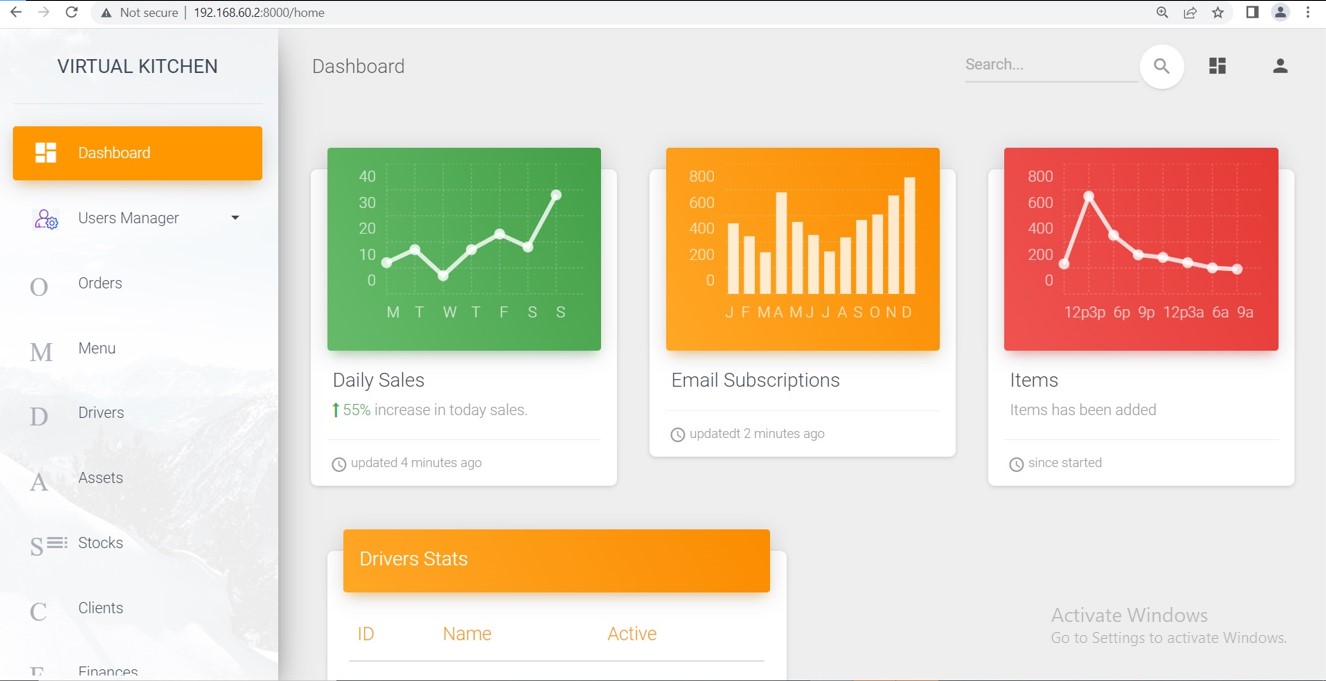 Not secure | 192.168.60.2:8000/home
VIRTUAL KITCHEN
Dashboard
Users Manager
O Orders
M Menu
D Drivers
A Assets
S Stocks
C Clients
F Finances
Dashboard
Search...
40
30
20
10
0
M T W T F S S
Daily Sales
55% increase in today sales.
updated 4 minutes ago
800
600
400
200
0
J F M A M J J A S O N D
Email Subscriptions
updatedt 2 minutes ago
800
600
400
200
0
12p3p 6p 9p 12p3a 6a 9a
Items
Items has been added
since started
Drivers Stats
ID Name Active
Activate Windows
Go to Settings to activate Windows.